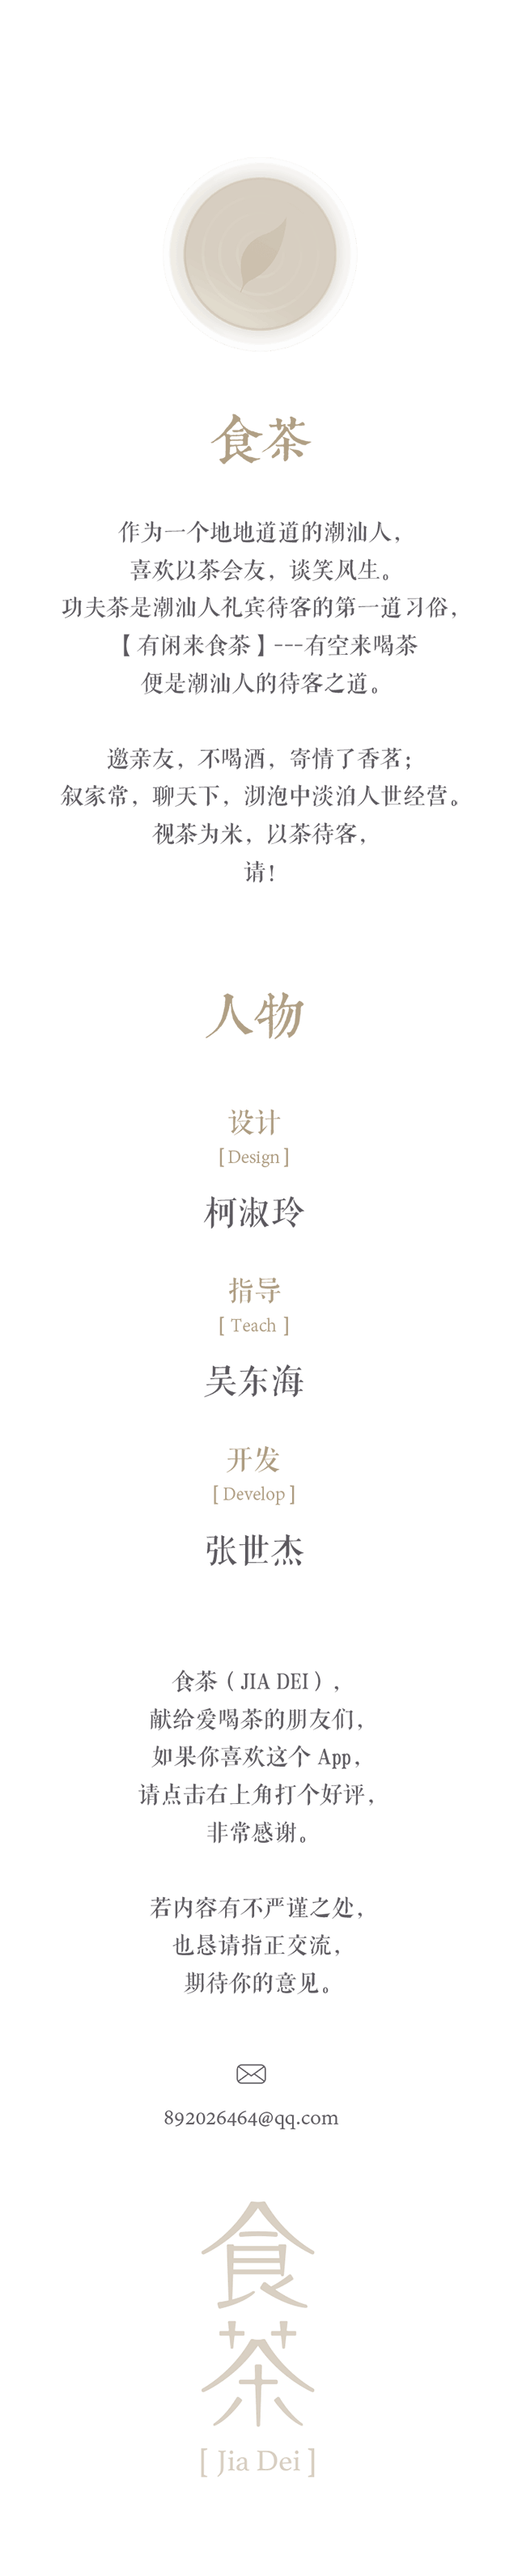 食茶
作为一个地地道道的潮汕人，
喜欢以茶会友，谈笑风生。
功夫茶是潮汕人礼宾待客的第一道习俗，
【有闲来食茶】---有空来喝茶
便是潮汕人的待客之道。
邀亲友，不喝酒，寄情了香茗；
叙家常，聊天下，沏泡中淡泊人世经营。
视茶为米，以茶待客，
请！
人物
设计
[Design]
柯淑玲
指导
[ Teach ]
吴东海
开发
[ Develop ]
张世杰
食茶（JIA DEI），
献给爱喝茶的朋友们，
如果你喜欢这个 App，
请点击右上角打个好评，
非常感谢。
若内容有不严谨之处，
也恳请指正交流，
期待你的意见。
892026464@qq.com
食
茶
[ Jia Dei ]